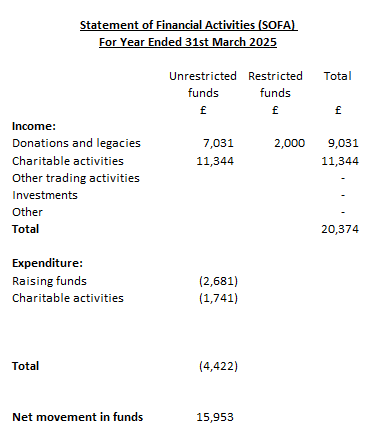 Statement of Financial Activities (SOFA)
For Year Ended 31st March 2025
Unrestricted Restricted Total
funds funds
£ £ £
Income:
Donations and legacies 7,031 2,000 9,031
Charitable activities 11,344 11,344
Other trading activities -
Investments -
Other -
Total 20,374
Expenditure:
Raising funds (2,681)
Charitable activities (1,741)
Total (4,422)
Net movement in funds 15,953